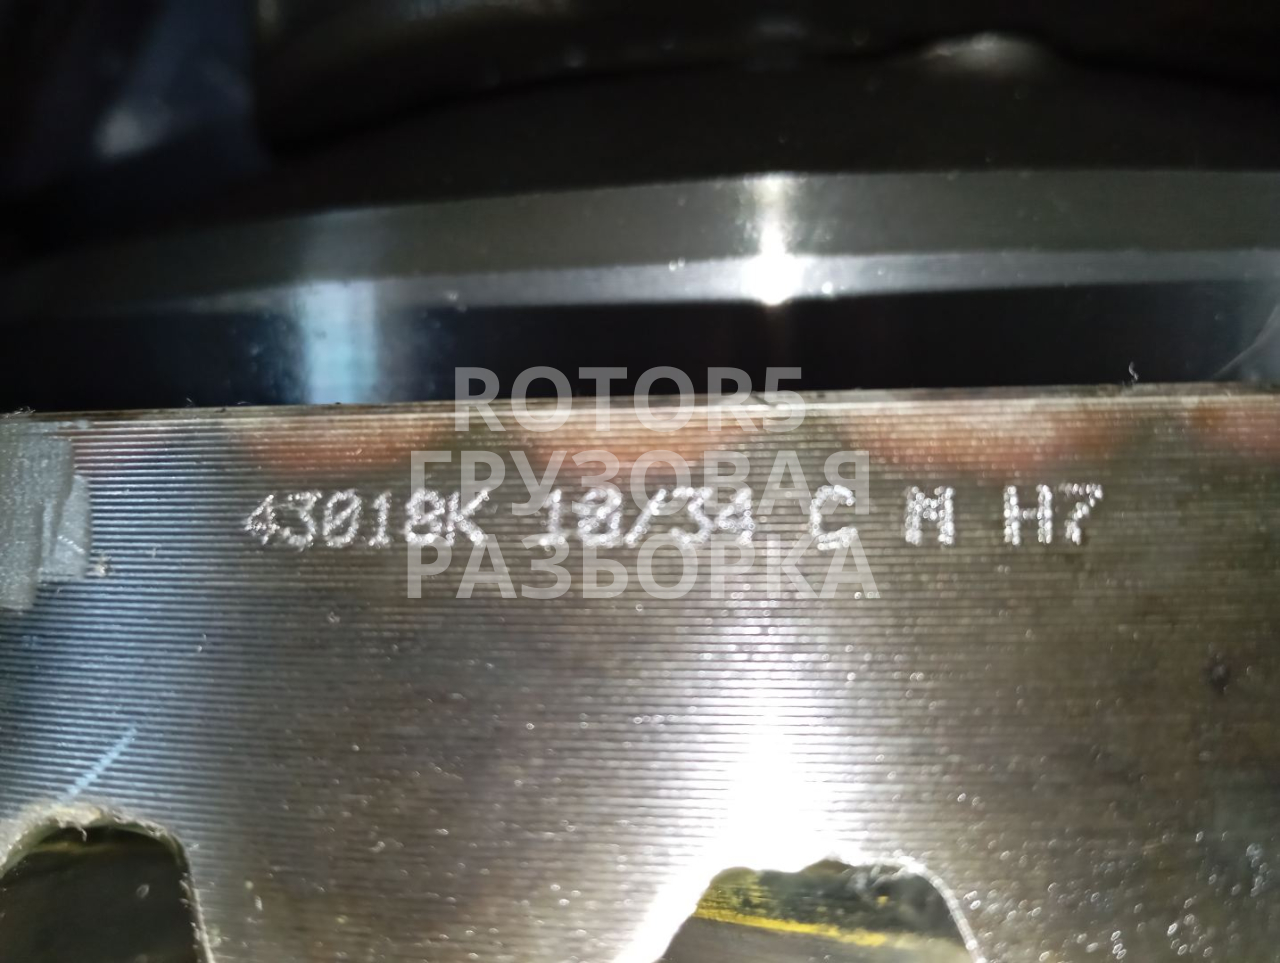 ROTOR5
ГРУЗОВАЯ
43018K 18/34 C M H7
РАЗБОРКА